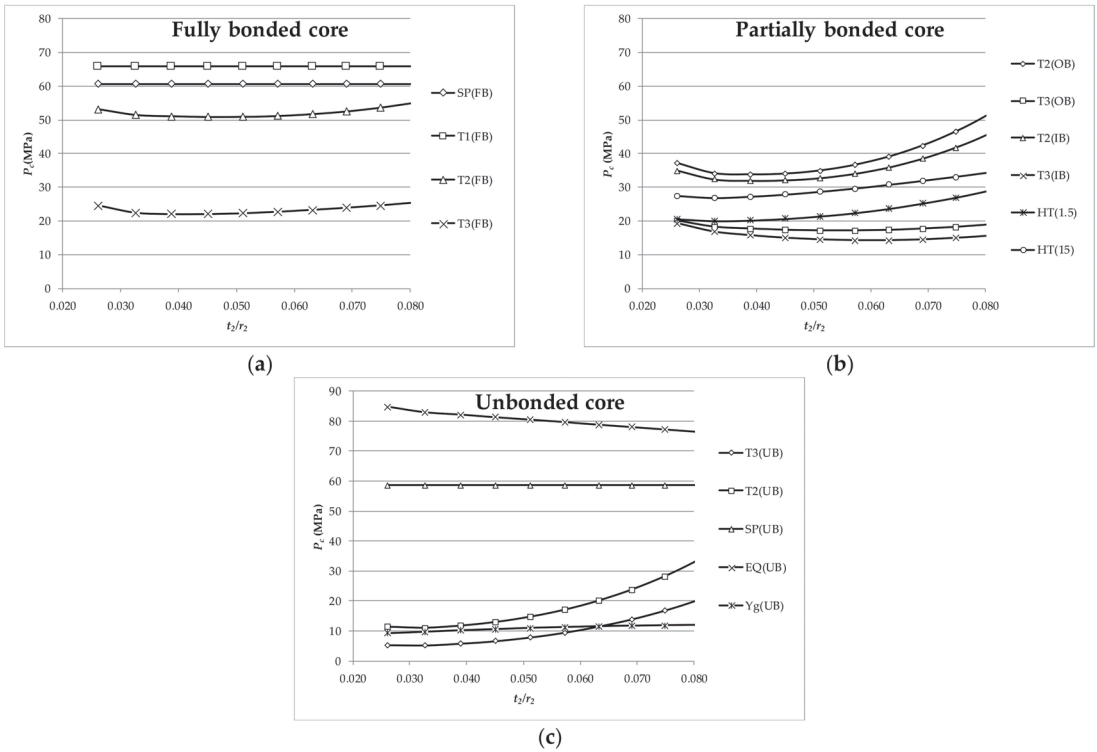 Fully bonded core
80
70
60
50
40
30
20
10
0
P_c(MPa)
0.020 0.030 0.040 0.050 0.060 0.070 0.080
t₂/r₂
SP(FB)
T1(FB)
T2(FB)
T3(FB)
(a)
Partially bonded core
80
70
60
50
40
30
20
10
0
P_c (MPa)
0.020 0.030 0.040 0.050 0.060 0.070 0.080
t₂/r₂
T2(OB)
T3(OB)
T2(IB)
T3(IB)
HT(1.5)
HT(15)
(b)
Unbonded core
90
80
70
60
50
40
30
20
10
0
P_c (MPa)
0.020 0.030 0.040 0.050 0.060 0.070 0.080
t₂/r₂
T3(UB)
T2(UB)
SP(UB)
EQ(UB)
Yg(UB)
(c)